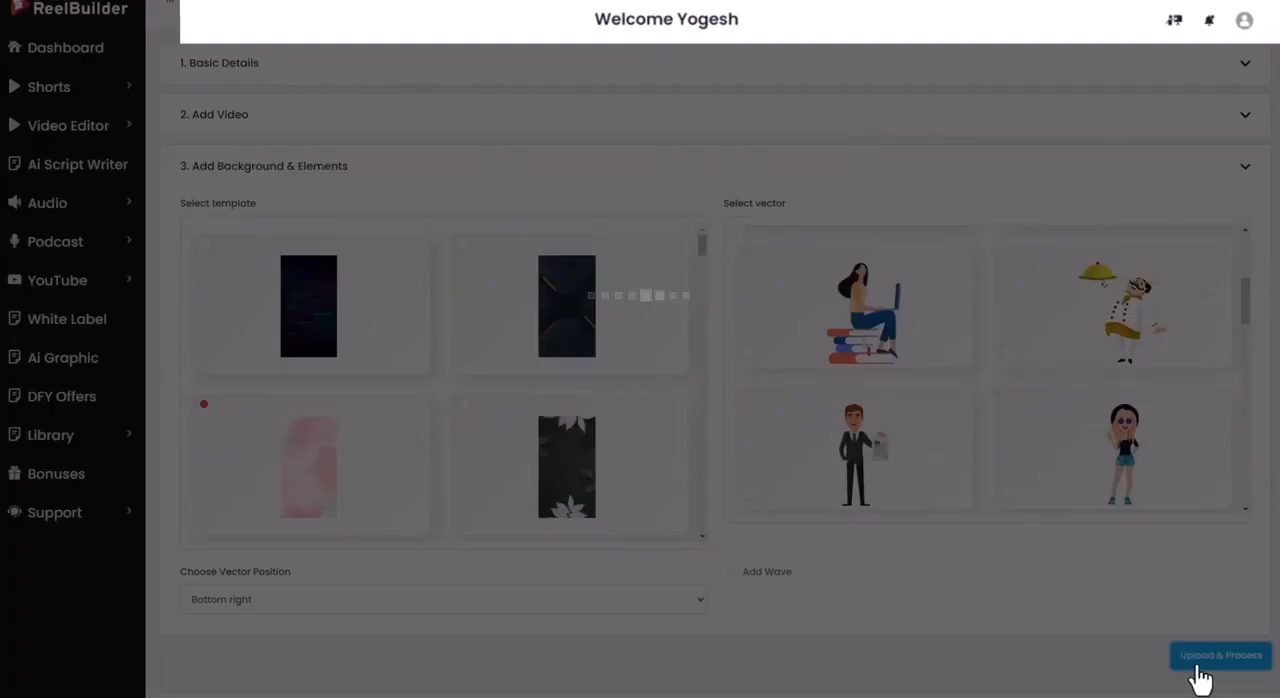 ReelBuilder
Welcome Yogesh
Dashboard
Shorts
Video Editor
Ai Script Writer
Audio
Podcast
YouTube
White Label
Ai Graphic
DFY Offers
Library
Bonuses
Support
1. Basic Details
2. Add Video
3. Add Background & Elements
Select template
Select vector
Choose Vector Position
Add Wave
Bottom right
Upload & Process